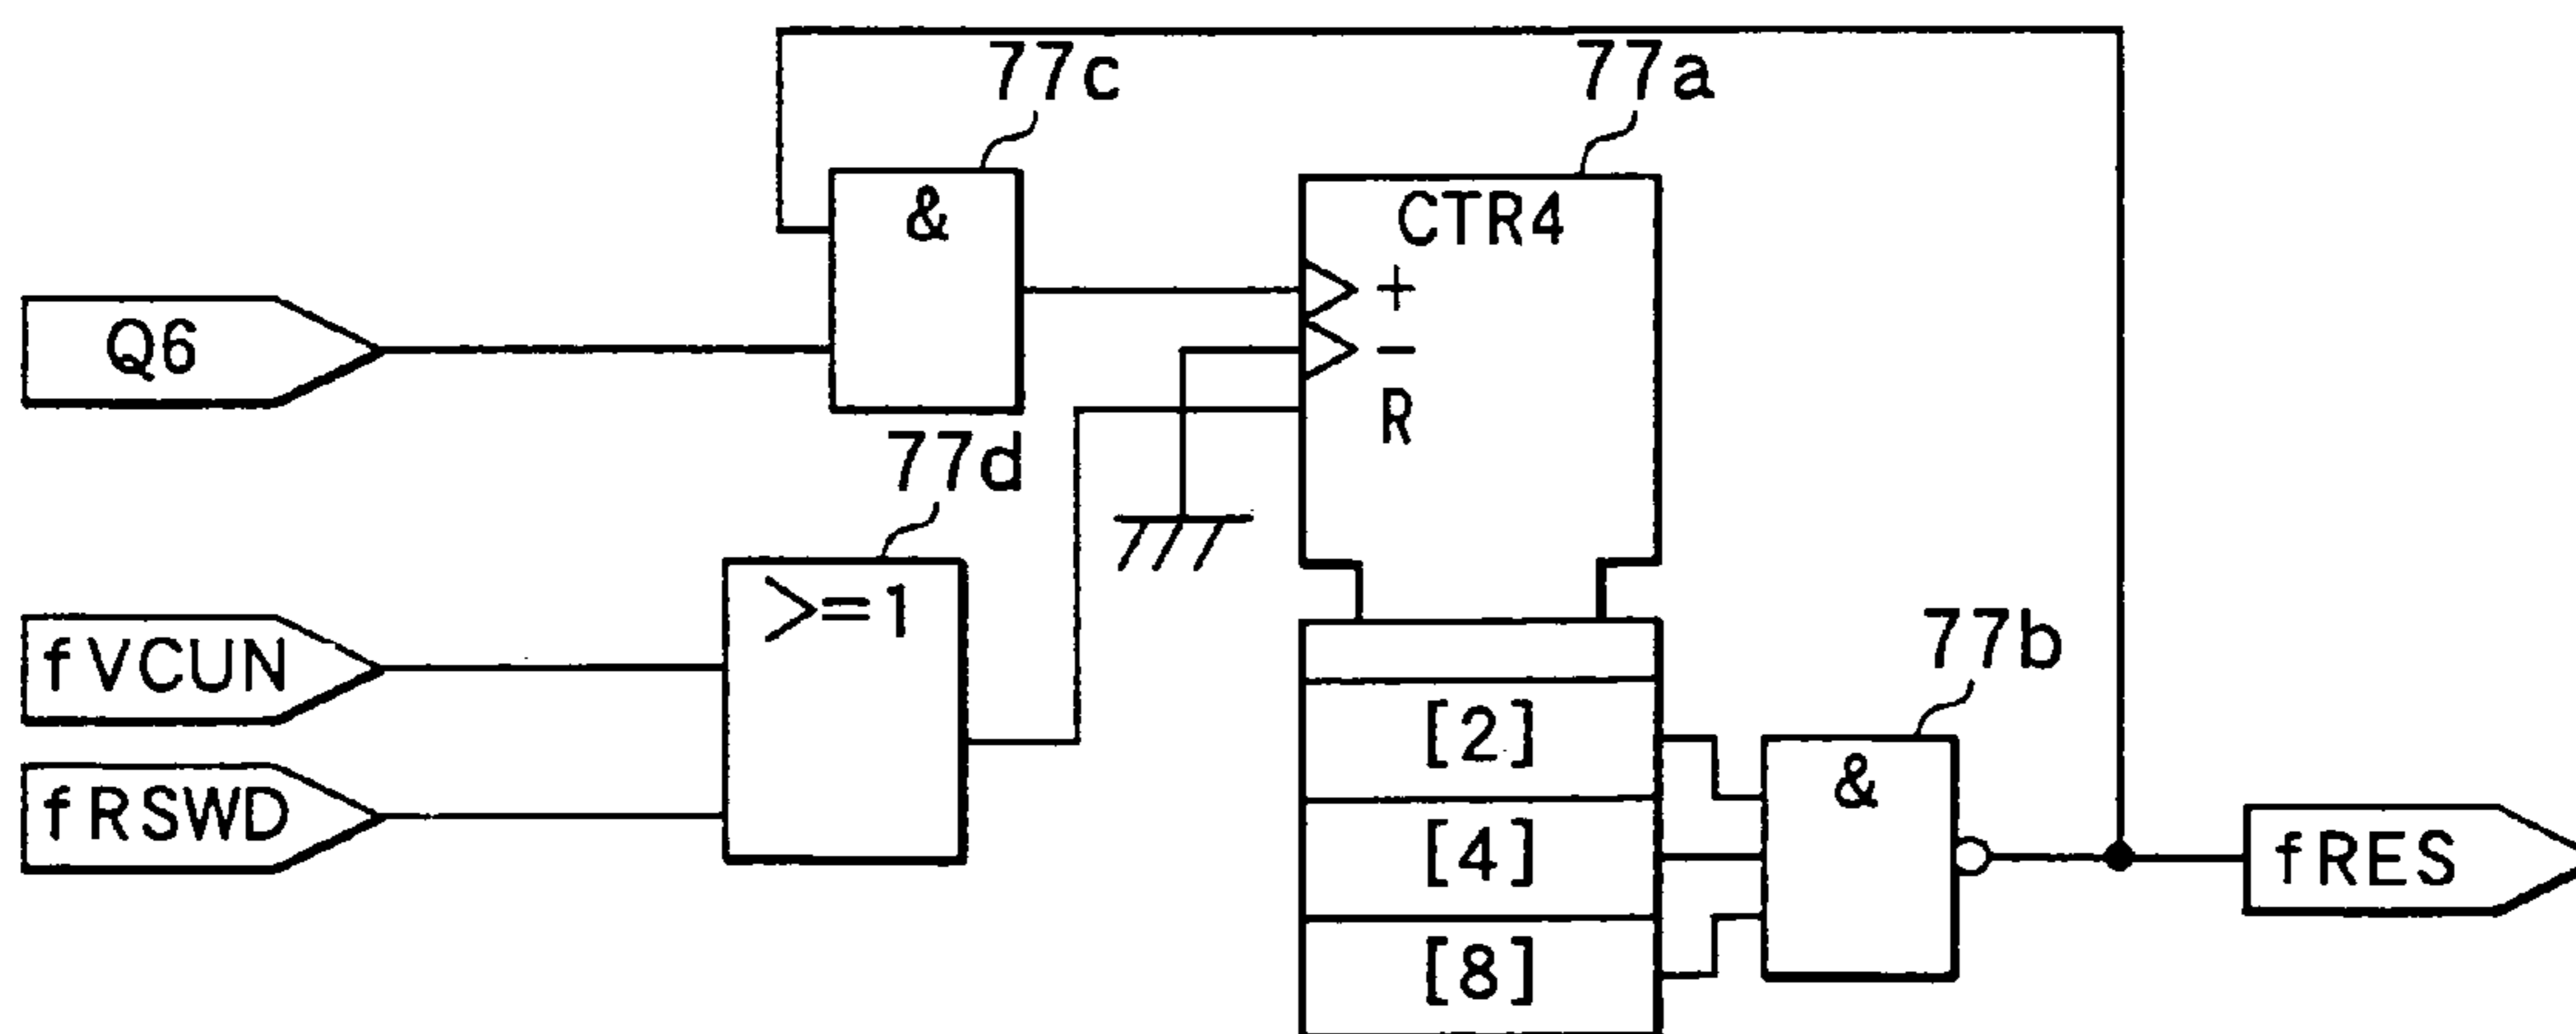 77c
77a
&
CTR4
+
Q6
-
R
77d
>=1
fVCUN
77b
[2]
&
fRSWD
[4]
fRES
[8]